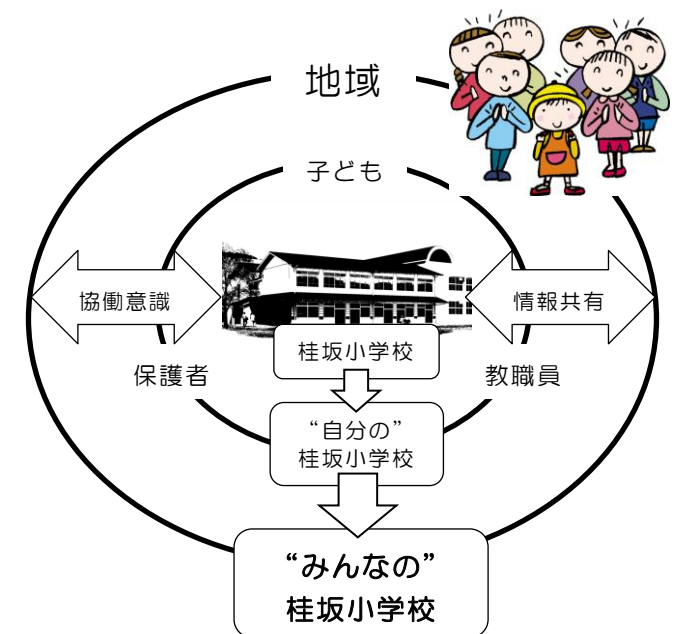 地域
子ども
協働意識
情報共有
桂坂小学校
保護者
教職員
“自分の”
桂坂小学校
“みんなの”
桂坂小学校